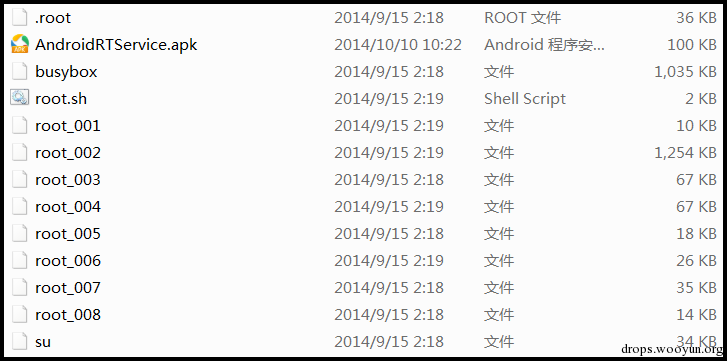 .root 2014/9/15 2:18 ROOT 文件 36 KB
AndroidRTService.apk 2014/10/10 10:22 Android 程序安... 100 KB
busybox 2014/9/15 2:18 文件 1,035 KB
root.sh 2014/9/15 2:19 Shell Script 2 KB
root_001 2014/9/15 2:19 文件 10 KB
root_002 2014/9/15 2:19 文件 1,254 KB
root_003 2014/9/15 2:18 文件 67 KB
root_004 2014/9/15 2:19 文件 67 KB
root_005 2014/9/15 2:18 文件 18 KB
root_006 2014/9/15 2:19 文件 26 KB
root_007 2014/9/15 2:18 文件 35 KB
root_008 2014/9/15 2:18 文件 14 KB
su 2014/9/15 2:18 文件 34 KB
drops.wooyun.org